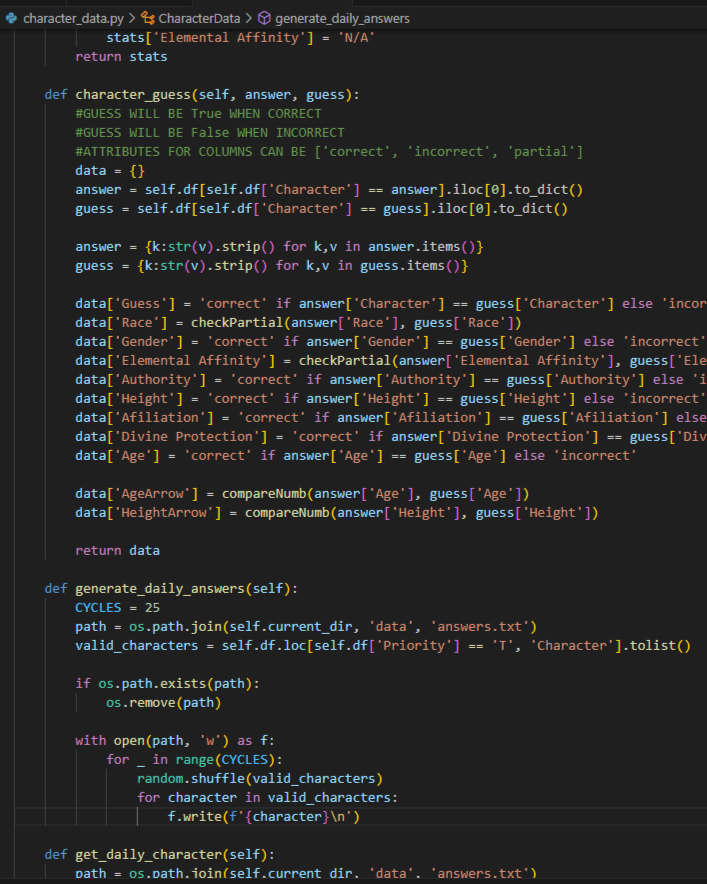 character_data.py > CharacterData > generate_daily_answers
stats['Elemental Affinity'] = 'N/A'
return stats
def character_guess(self, answer, guess):
#GUESS WILL BE True WHEN CORRECT
#GUESS WILL BE False WHEN INCORRECT
#ATTRIBUTES FOR COLUMNS CAN BE ['correct', 'incorrect', 'partial']
data = {}
answer = self.df[self.df['Character'] == answer].iloc[0].to_dict()
guess = self.df[self.df['Character'] == guess].iloc[0].to_dict()
answer = {k:str(v).strip() for k,v in answer.items()}
guess = {k:str(v).strip() for k,v in guess.items()}
data['Guess'] = 'correct' if answer['Character'] == guess['Character'] else 'incor
data['Race'] = checkPartial(answer['Race'], guess['Race'])
data['Gender'] = 'correct' if answer['Gender'] == guess['Gender'] else 'incorrect'
data['Elemental Affinity'] = checkPartial(answer['Elemental Affinity'], guess['Ele
data['Authority'] = 'correct' if answer['Authority'] == guess['Authority'] else 'i
data['Height'] = 'correct' if answer['Height'] == guess['Height'] else 'incorrect'
data['Afiliation'] = 'correct' if answer['Afiliation'] == guess['Afiliation'] else
data['Divine Protection'] = 'correct' if answer['Divine Protection'] == guess['Div
data['Age'] = 'correct' if answer['Age'] == guess['Age'] else 'incorrect'
data['AgeArrow'] = compareNumb(answer['Age'], guess['Age'])
data['HeightArrow'] = compareNumb(answer['Height'], guess['Height'])
return data
def generate_daily_answers(self):
CYCLES = 25
path = os.path.join(self.current_dir, 'data', 'answers.txt')
valid_characters = self.df.loc[self.df['Priority'] == 'T', 'Character'].tolist()
if os.path.exists(path):
os.remove(path)
with open(path, 'w') as f:
for _ in range(CYCLES):
random.shuffle(valid_characters)
for character in valid_characters:
f.write(f'{character}\n')
def get_daily_character(self):
path = os.path.join(self.current_dir, 'data', 'answers.txt')